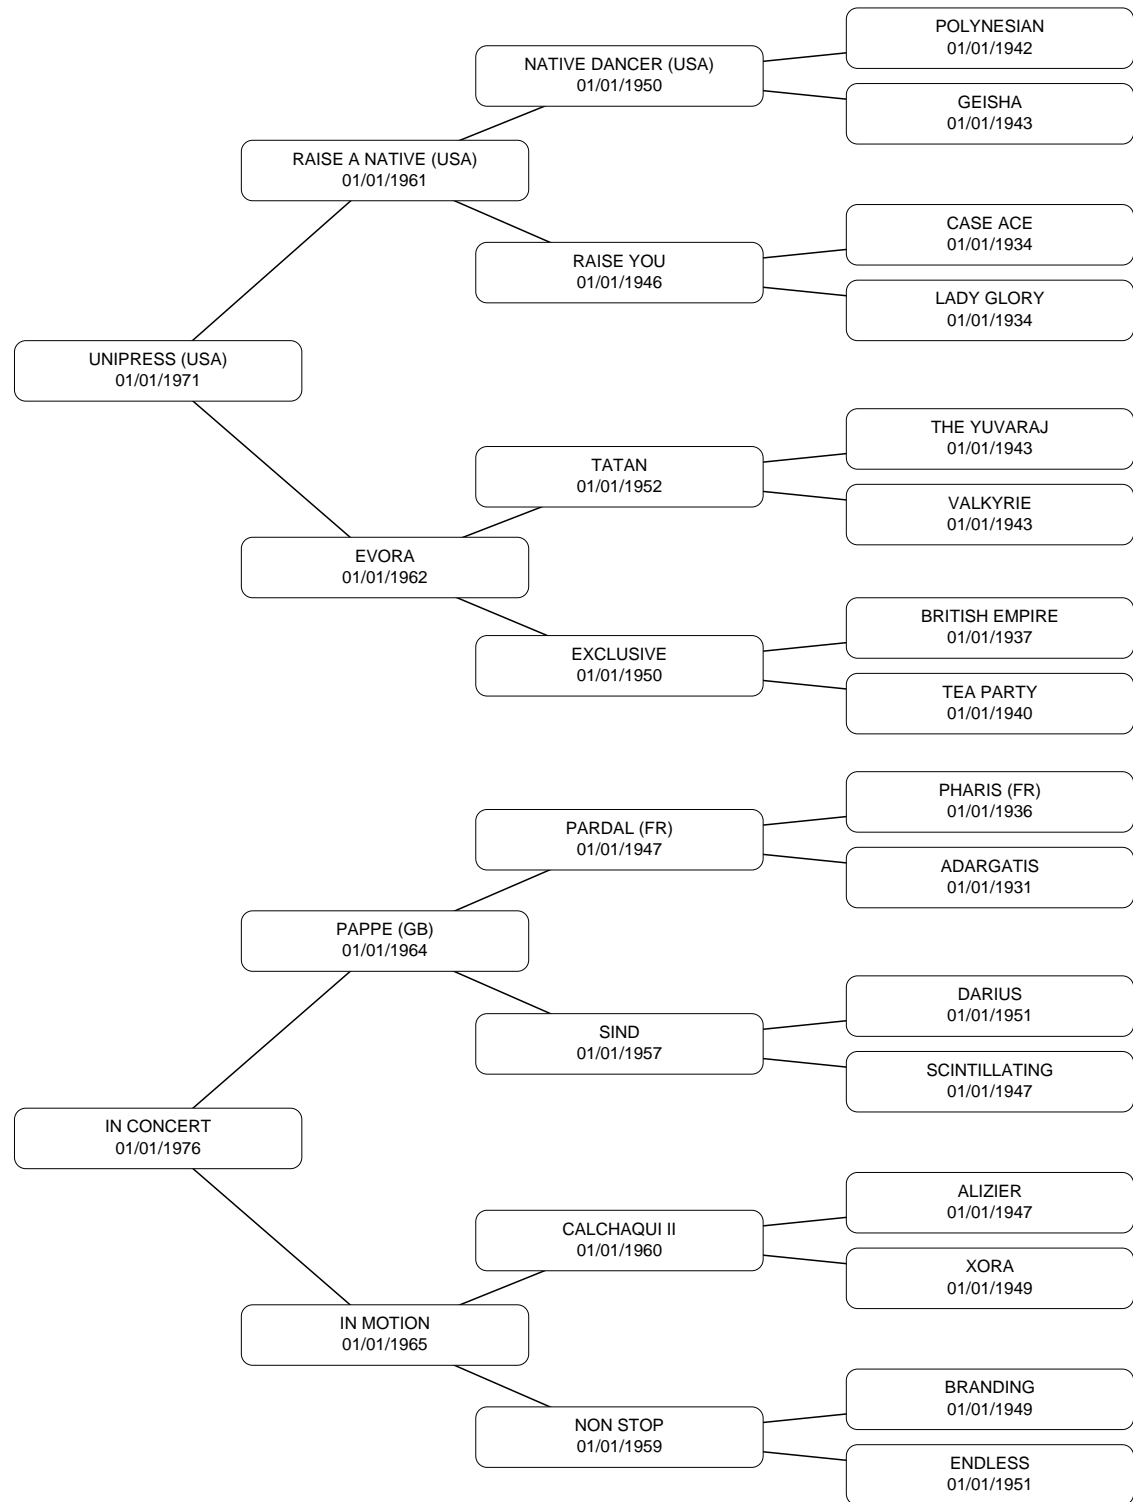 POLYNESIAN
01/01/1942
NATIVE DANCER (USA)
01/01/1950
GEISHA
01/01/1943
RAISE A NATIVE (USA)
01/01/1961
CASE ACE
01/01/1934
RAISE YOU
01/01/1946
LADY GLORY
01/01/1934
UNIPRESS (USA)
01/01/1971
THE YUVARAJ
01/01/1943
TATAN
01/01/1952
VALKYRIE
01/01/1943
EVORA
01/01/1962
BRITISH EMPIRE
01/01/1937
EXCLUSIVE
01/01/1950
TEA PARTY
01/01/1940
PHARIS (FR)
01/01/1936
PARDAL (FR)
01/01/1947
ADARGATIS
01/01/1931
PAPPE (GB)
01/01/1964
DARIUS
01/01/1951
SIND
01/01/1957
SCINTILLATING
01/01/1947
IN CONCERT
01/01/1976
ALIZIER
01/01/1947
CALCHAQUI II
01/01/1960
XORA
01/01/1949
IN MOTION
01/01/1965
BRANDING
01/01/1949
NON STOP
01/01/1959
ENDLESS
01/01/1951